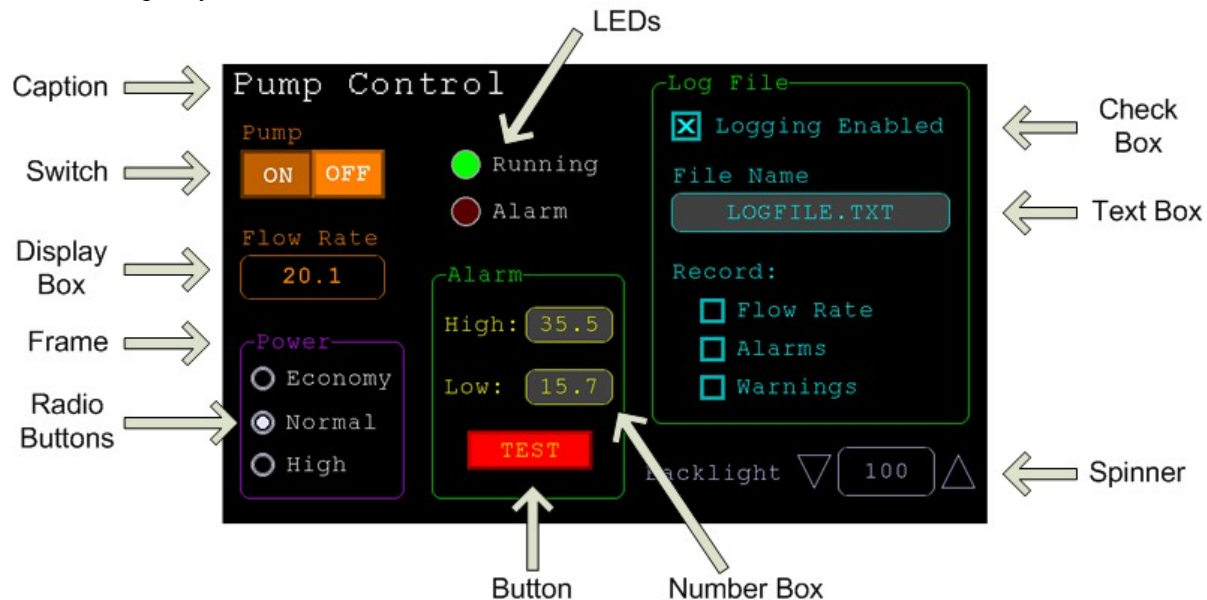 LEDs
Caption
Pump Control
Log File
Check
Box
Logging Enabled
Pump
Switch
ON OFF
Running
File Name
LOGFILE.TXT
Text Box
Alarm
Display
Box
Flow Rate
20.1
Record:
Flow Rate
Alarms
Warnings
Alarm
High: 35.5
Low: 15.7
TEST
Frame
Power
Economy
Radio
Buttons
Normal
High
Backlight 100
Spinner
Button
Number Box